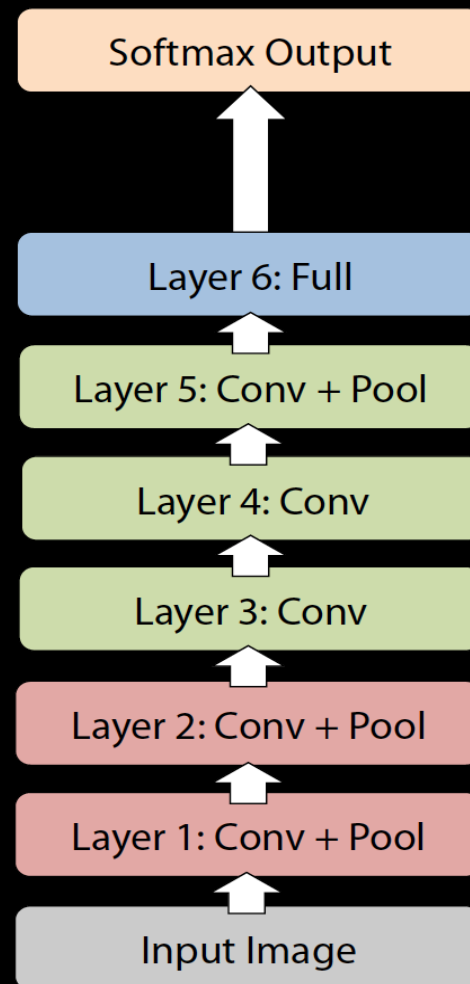 Softmax Output
Layer 6: Full
Layer 5: Conv + Pool
Layer 4: Conv
Layer 3: Conv
Layer 2: Conv + Pool
Layer 1: Conv + Pool
Input Image